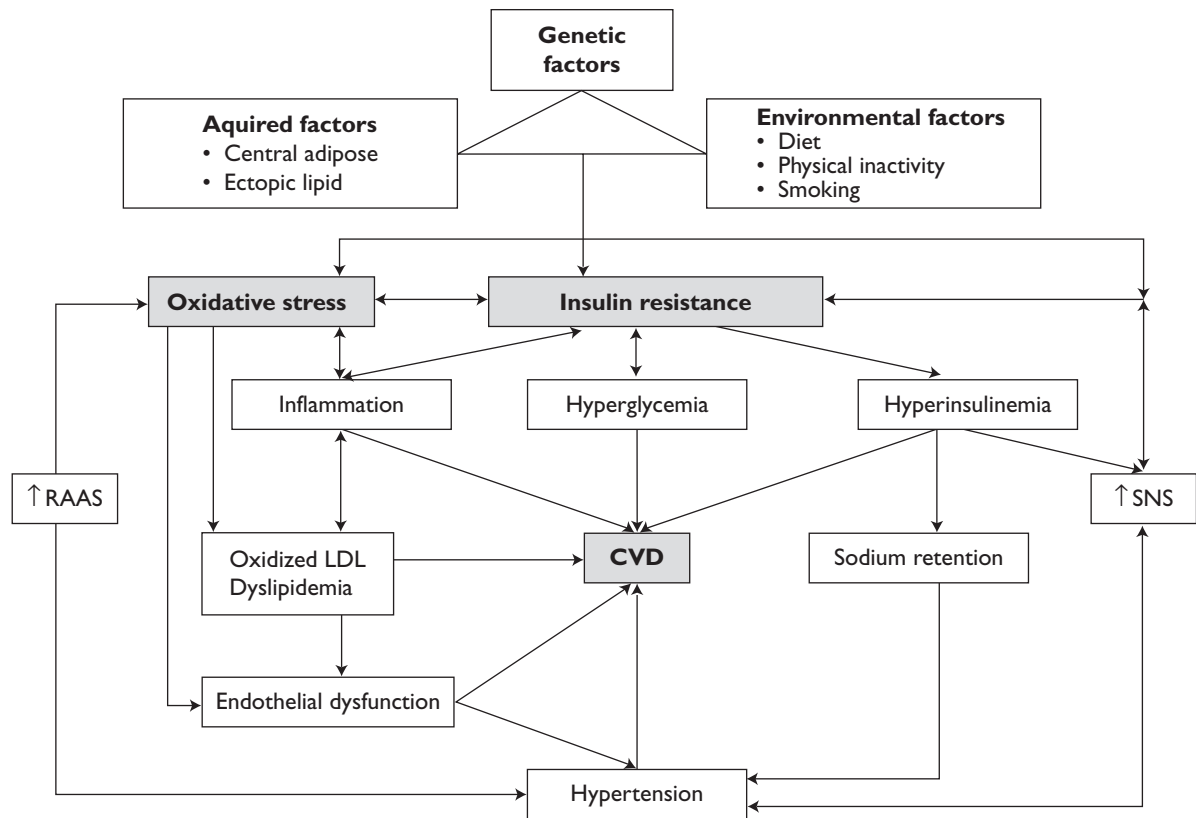 Genetic
factors
Aquired factors
• Central adipose
• Ectopic lipid
Environmental factors
• Diet
• Physical inactivity
• Smoking
Oxidative stress
Insulin resistance
Inflammation
Hyperglycemia
Hyperinsulinemia
↑RAAS
↑SNS
Oxidized LDL
Dyslipidemia
CVD
Sodium retention
Endothelial dysfunction
Hypertension